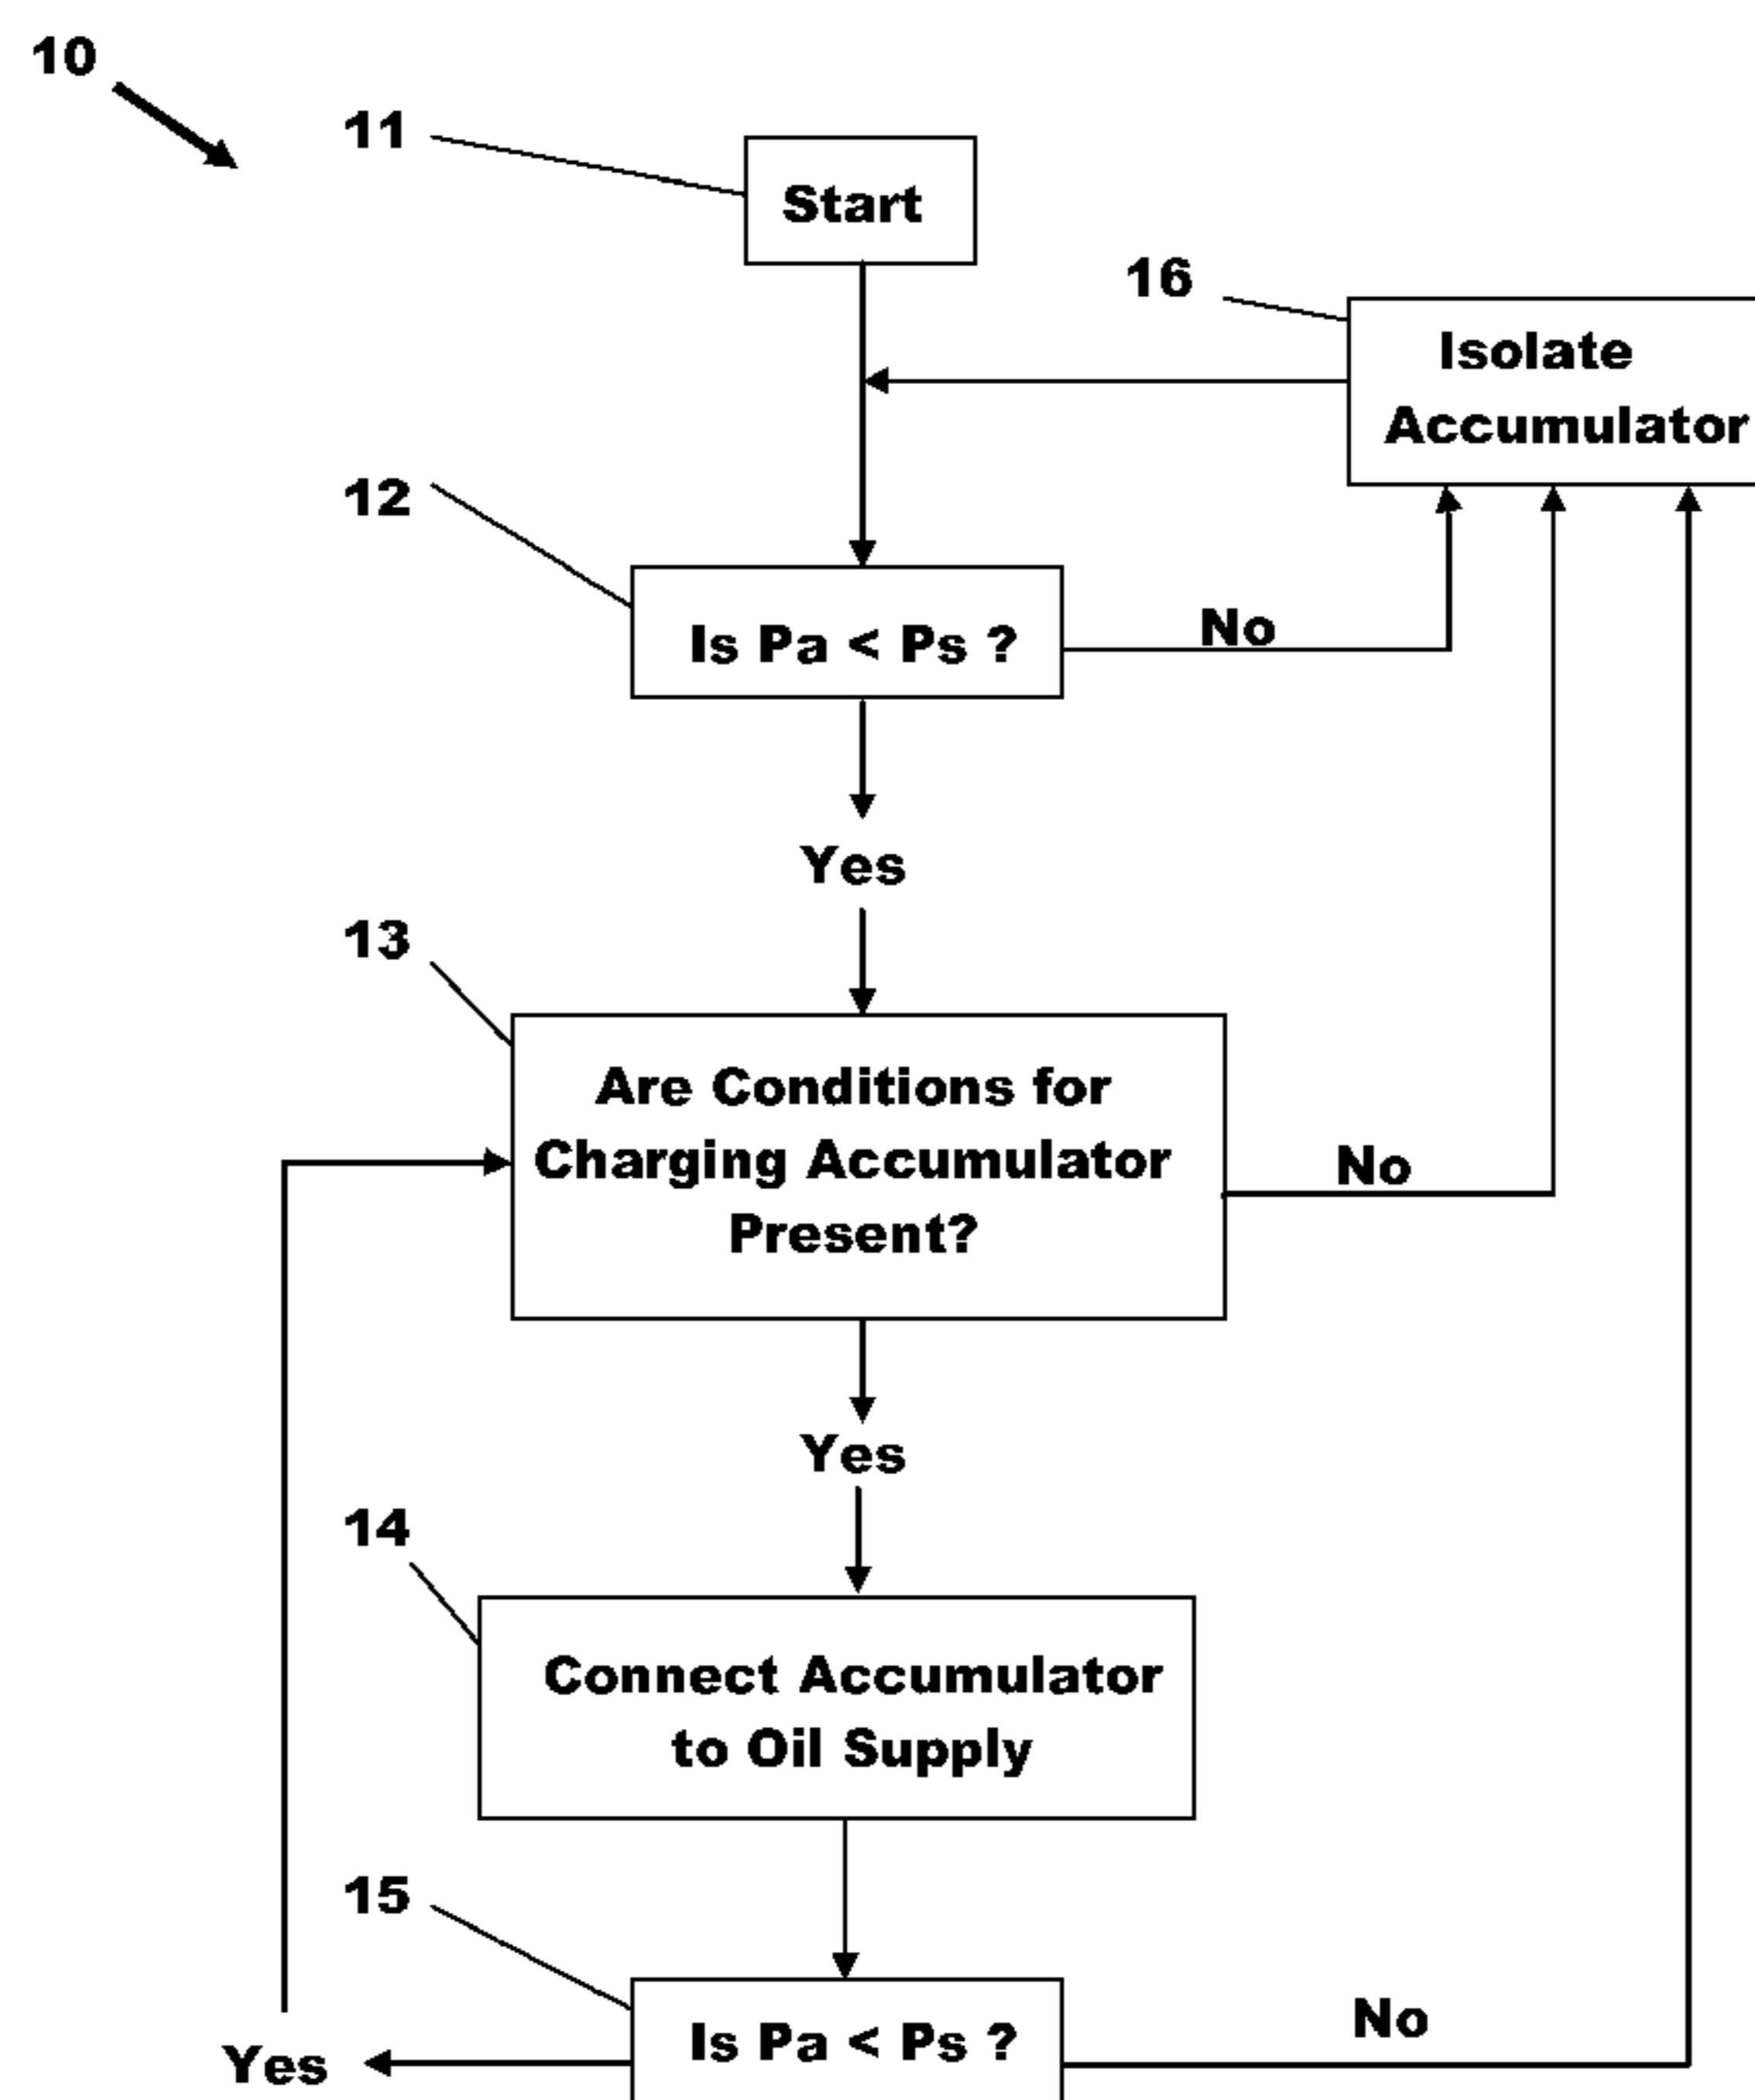 10
11
Start
16
Isolate
Accumulator
12
Is Pa < Ps ?
No
Yes
13
Are Conditions for
Charging Accumulator
Present?
No
Yes
14
Connect Accumulator
to Oil Supply
15
Is Pa < Ps ?
No
Yes